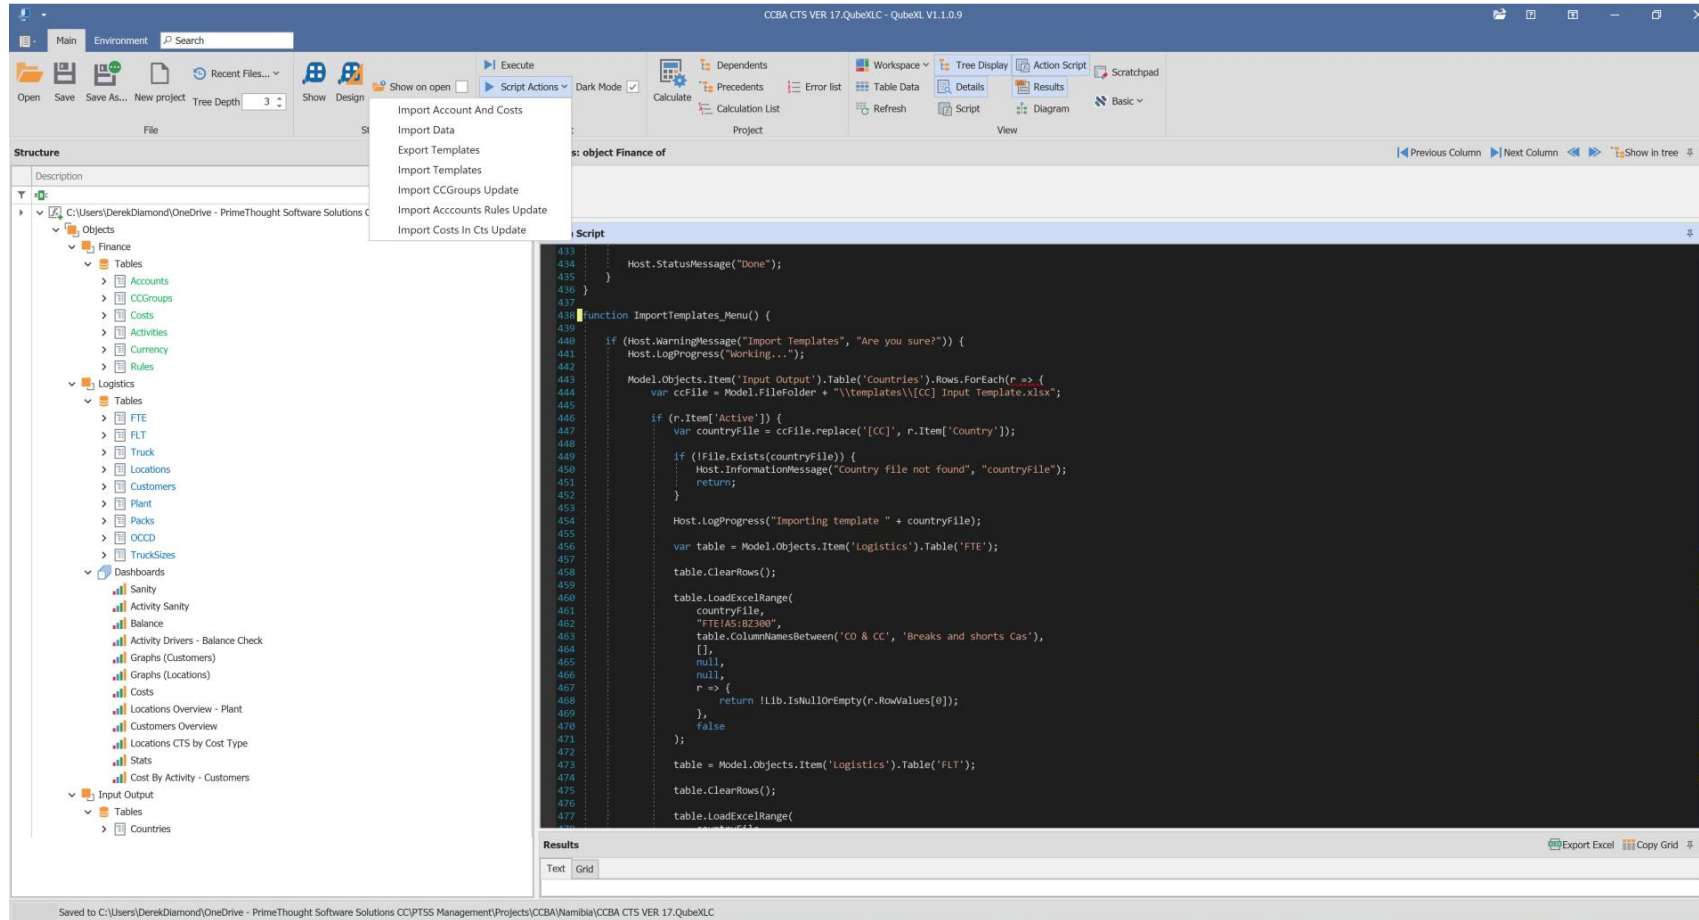 CCBA CTS VER 17.QubeXLC - QubeXL V1.1.0.9
Main Environment Search
Open Save Save As... New project
Recent Files...
Tree Depth 3
File
Show Design
Show on open
Execute
Script Actions
Dark Mode
Calculate
Dependents
Precedents
Calculation List
Error list
Project
Workspace
Table Data
Refresh
Tree Display
Details
Script
Action Script
Results
Diagram
Scratchpad
Basic
View
Import Account And Costs
Import Data
Export Templates
Import Templates
Import CCGroups Update
Import Acccounts Rules Update
Import Costs In Cts Update
Structure
Description
C:\Users\DerekDiamond\OneDrive - PrimeThought Software Solutions C
Objects
Finance
Tables
Accounts
CCGroups
Costs
Activities
Currency
Rules
Logistics
Tables
FTE
FLT
Truck
Locations
Customers
Plant
Packs
OCCD
TruckSizes
Dashboards
Sanity
Activity Sanity
Balance
Activity Drivers - Balance Check
Graphs (Customers)
Graphs (Locations)
Costs
Locations Overview - Plant
Customers Overview
Locations CTS by Cost Type
Stats
Cost By Activity - Customers
Input Output
Tables
Countries
s: object Finance of
Previous Column Next Column Show in tree
Script
433
434 Host.StatusMessage("Done");
435 }
436 }
437
438 function ImportTemplates_Menu() {
439
440 if (Host.WarningMessage("Import Templates", "Are you sure?")) {
441 Host.LogProgress("Working...");
442
443 Model.Objects.Item('Input Output').Table('Countries').Rows.ForEach(r => {
444 var ccFile = Model.FileFolder + "\\templates\\[CC] Input Template.xlsx";
445
446 if (r.Item['Active']) {
447 var countryFile = ccFile.replace('[CC]', r.Item['Country']);
448
449 if (!File.Exists(countryFile)) {
450 Host.InformationMessage("Country file not found", "countryFile");
451 return;
452 }
453
454 Host.LogProgress("Importing template " + countryFile);
455
456 var table = Model.Objects.Item('Logistics').Table('FTE');
457
458 table.ClearRows();
459
460 table.LoadExcelRange(
461 countryFile,
462 "FTE!A5:BZ300",
463 table.ColumnNamesBetween('CO & CC', 'Breaks and shorts Cas'),
464 [],
465 null,
466 null,
467 r => {
468 return !Lib.IsNullOrEmpty(r.RowValues[0]);
469 },
470 false
471 );
472
473 table = Model.Objects.Item('Logistics').Table('FLT');
474
475 table.ClearRows();
476
477 table.LoadExcelRange(
Results
Export Excel Copy Grid
Text Grid
Saved to C:\Users\DerekDiamond\OneDrive - PrimeThought Software Solutions CC\PTSS Management\Projects\CCBA\Namibia\CCBA CTS VER 17.QubeXLC